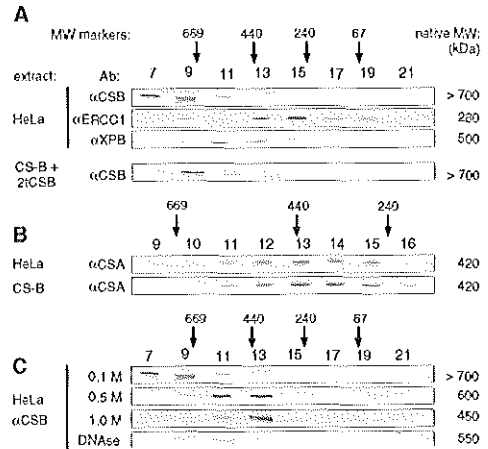 A
MW markers: 669 440 240 67 native MW: (kDa)
extract: Ab: 7 9 11 13 15 17 19 21
HeLa αCSB > 700
αERCC1 280
αXPB 500
CS-B + 2tCSB αCSB > 700
669 440 240
B 9 10 11 12 13 14 15 16
HeLa αCSA 420
CS-B αCSA 420
669 440 240 67
C 7 9 11 13 15 17 19 21
HeLa αCSB
0.1 M > 700
0.5 M 600
1.0 M 450
DNAse 550